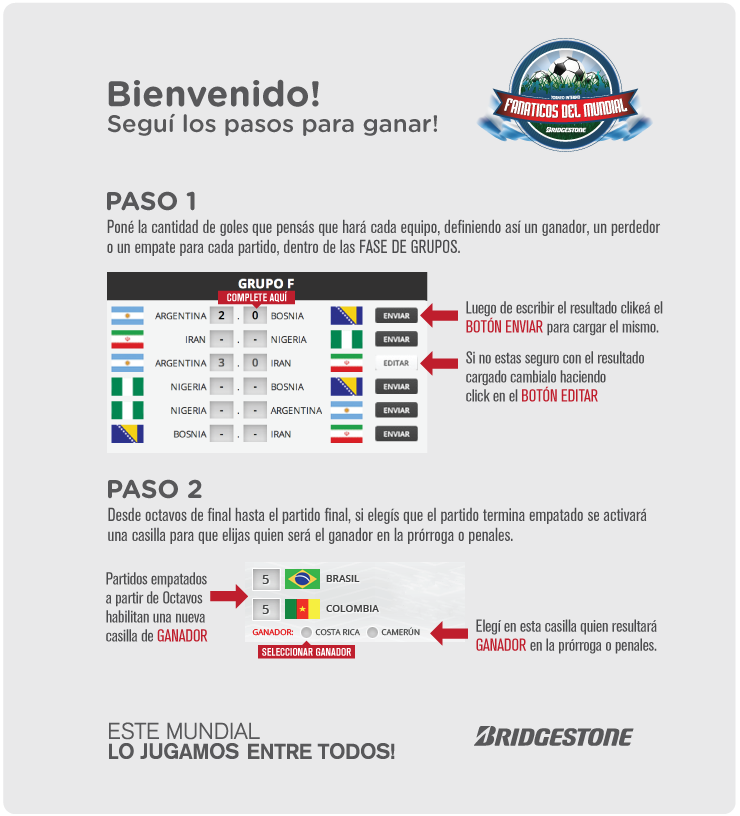 Bienvenido!
Seguí los pasos para ganar!
TORNEO INTERNO
FANATICOS DEL MUNDIAL
BRIDGESTONE
PASO 1
Poné la cantidad de goles que pensás que hará cada equipo, definiendo así un ganador, un perdedor
o un empate para cada partido, dentro de las FASE DE GRUPOS.
GRUPO F
COMPLETE AQUÍ
ARGENTINA 2 . 0 BOSNIA ENVIAR
IRAN - . - NIGERIA ENVIAR
ARGENTINA 3 . 0 IRAN EDITAR
NIGERIA - . - BOSNIA ENVIAR
NIGERIA - . - ARGENTINA ENVIAR
BOSNIA - . - IRAN ENVIAR
Luego de escribir el resultado clikeá el
BOTÓN ENVIAR para cargar el mismo.
Si no estas seguro con el resultado
cargado cambialo haciendo
click en el BOTÓN EDITAR
PASO 2
Desde octavos de final hasta el partido final, si elegís que el partido termina empatado se activará
una casilla para que elijas quien será el ganador en la prórroga o penales.
Partidos empatados
a partir de Octavos
habilitan una nueva
casilla de GANADOR
5 BRASIL
5 COLOMBIA
GANADOR: COSTA RICA CAMERÚN
SELECCIONAR GANADOR
Elegí en esta casilla quien resultará
GANADOR en la prórroga o penales.
ESTE MUNDIAL
LO JUGAMOS ENTRE TODOS!
BRIDGESTONE